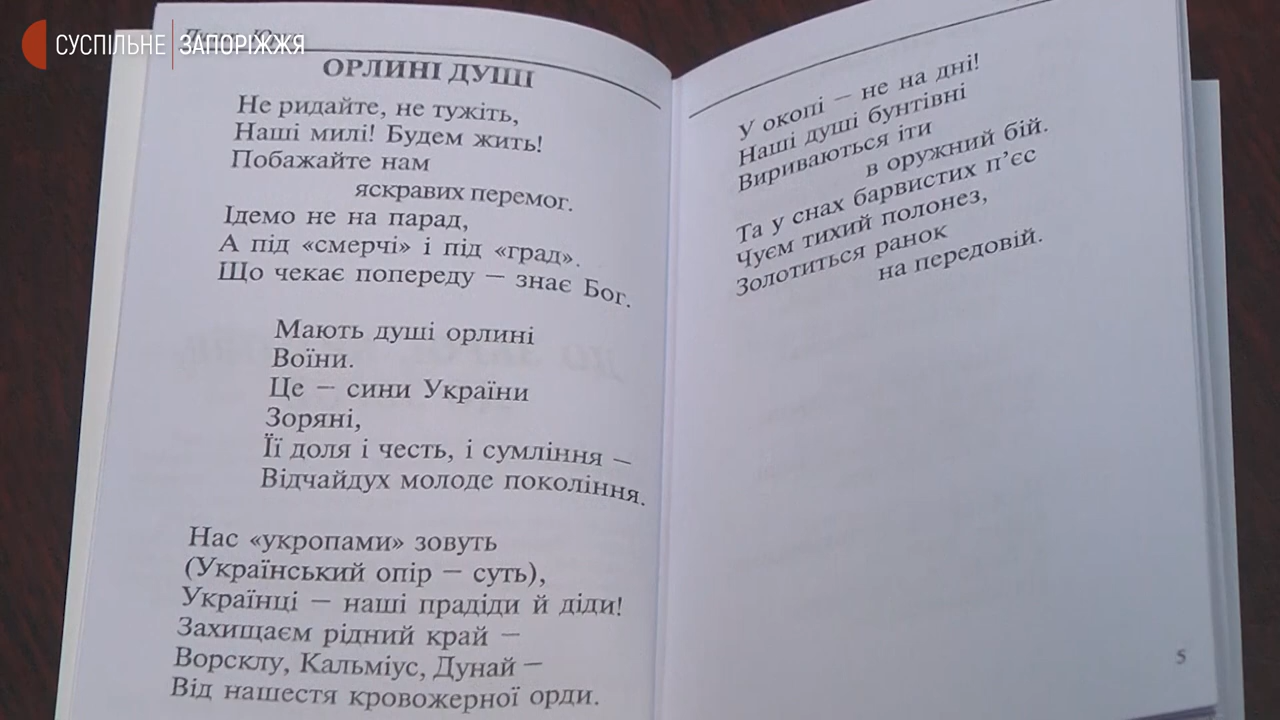 СУСПІЛЬНЕ ЗАПОРІЖЖЯ
ОРЛИНІ ДУШІ
Не ридайте, не тужіть,
Наші милі! Будем жить!
Побажайте нам
яскравих перемог.
Ідемо не на парад,
А під «смерчі» і під «град».
Що чекає попереду — знає Бог.
Мають душі орлині
Воїни.
Це — сини України
Зоряні,
Її доля і честь, і сумління —
Відчайдух молоде покоління.
Нас «укропами» зовуть
(Український опір — суть),
Українці — наші прадіди й діди!
Захищаєм рідний край —
Ворсклу, Кальміус, Дунай —
Від нашестя кровожерної орди.
У окопі — не на дні!
Наші душі бунтівні
Вириваються іти
в оружний бій.
Та у снах барвистих п’єс
Чуєм тихий полонез,
Золотиться ранок
на передовій.
5